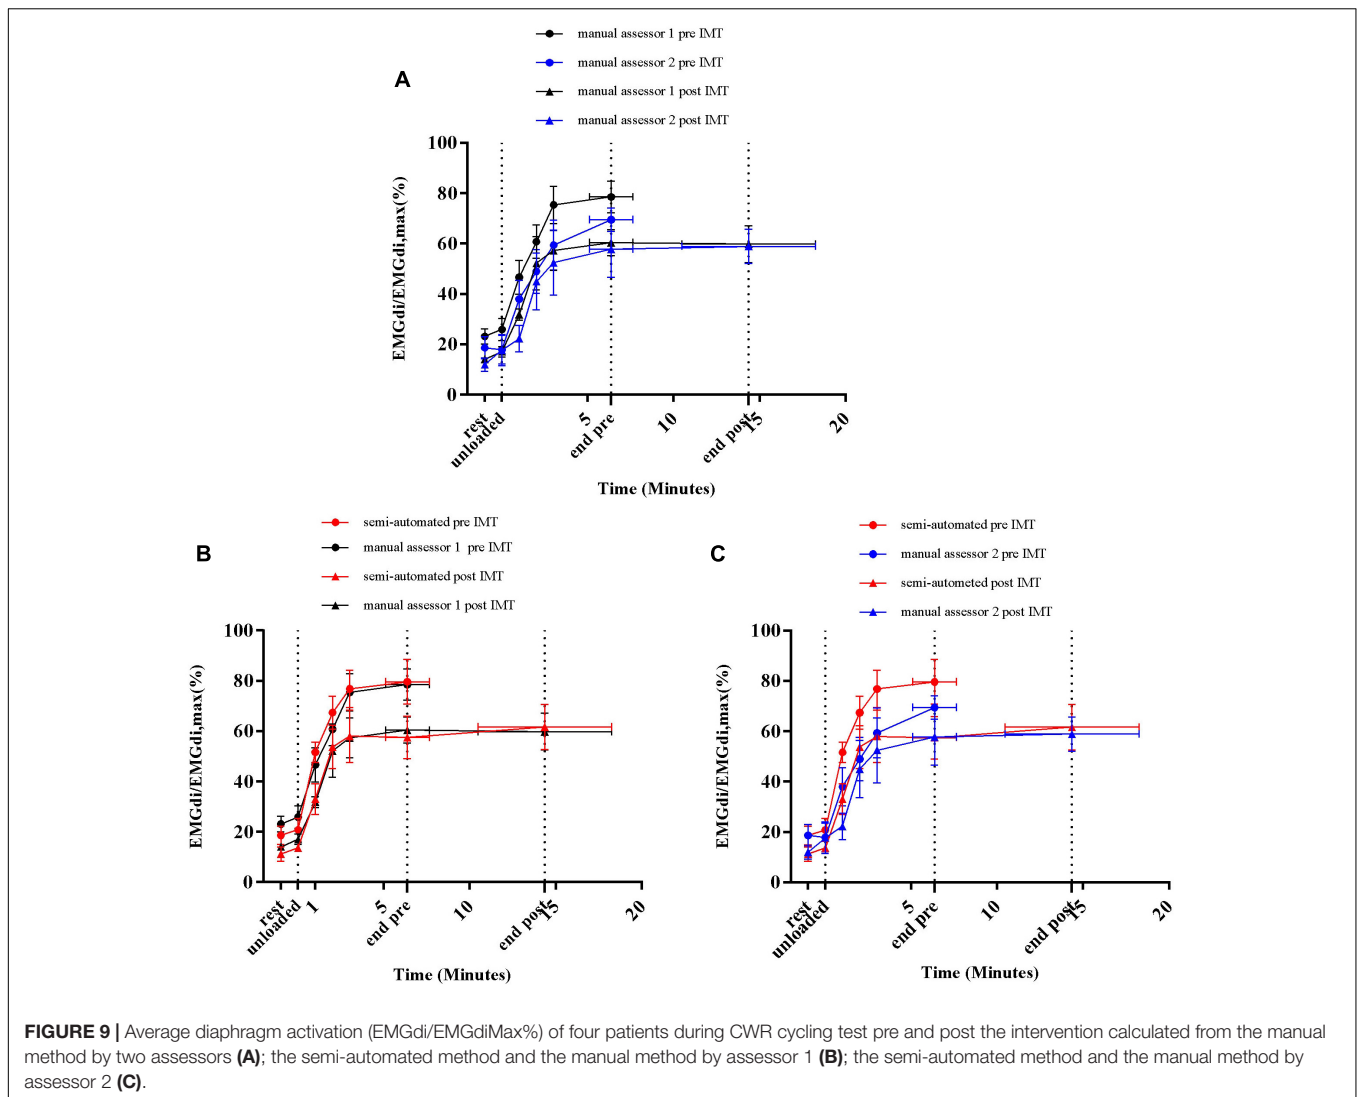 manual assessor 1 pre IMT
manual assessor 2 pre IMT
A
manual assessor 1 post IMT
manual assessor 2 post IMT
EMGdi/EMGdi,max(%)
100
80
60
40
20
0
rest
unloaded
5
end pre
10
end post
15
20
Time (Minutes)
semi-automated pre IMT
B
manual assessor 1 pre IMT
semi-automated post IMT
manual assessor 1 post IMT
EMGdi/EMGdi,max(%)
100
80
60
40
20
0
rest
unloaded
1
5
end pre
10
end post
15
20
Time (Minutes)
semi-automated pre IMT
C
manual assessor 2 pre IMT
semi-autometed post IMT
manual assessor 2 post IMT
EMGdi/EMGdi,max(%)
100
80
60
40
20
0
rest
unloaded
5
end pre
10
end post
15
20
Time (Minutes)
FIGURE 9 | Average diaphragm activation (EMGdi/EMGdiMax%) of four patients during CWR cycling test pre and post the intervention calculated from the manual
method by two assessors (A); the semi-automated method and the manual method by assessor 1 (B); the semi-automated method and the manual method by
assessor 2 (C).